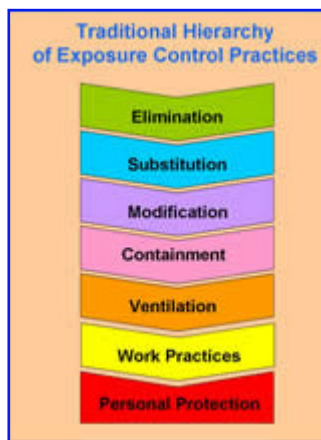 Traditional Hierarchy
of Exposure Control Practices
Elimination
Substitution
Modification
Containment
Ventilation
Work Practices
Personal Protection